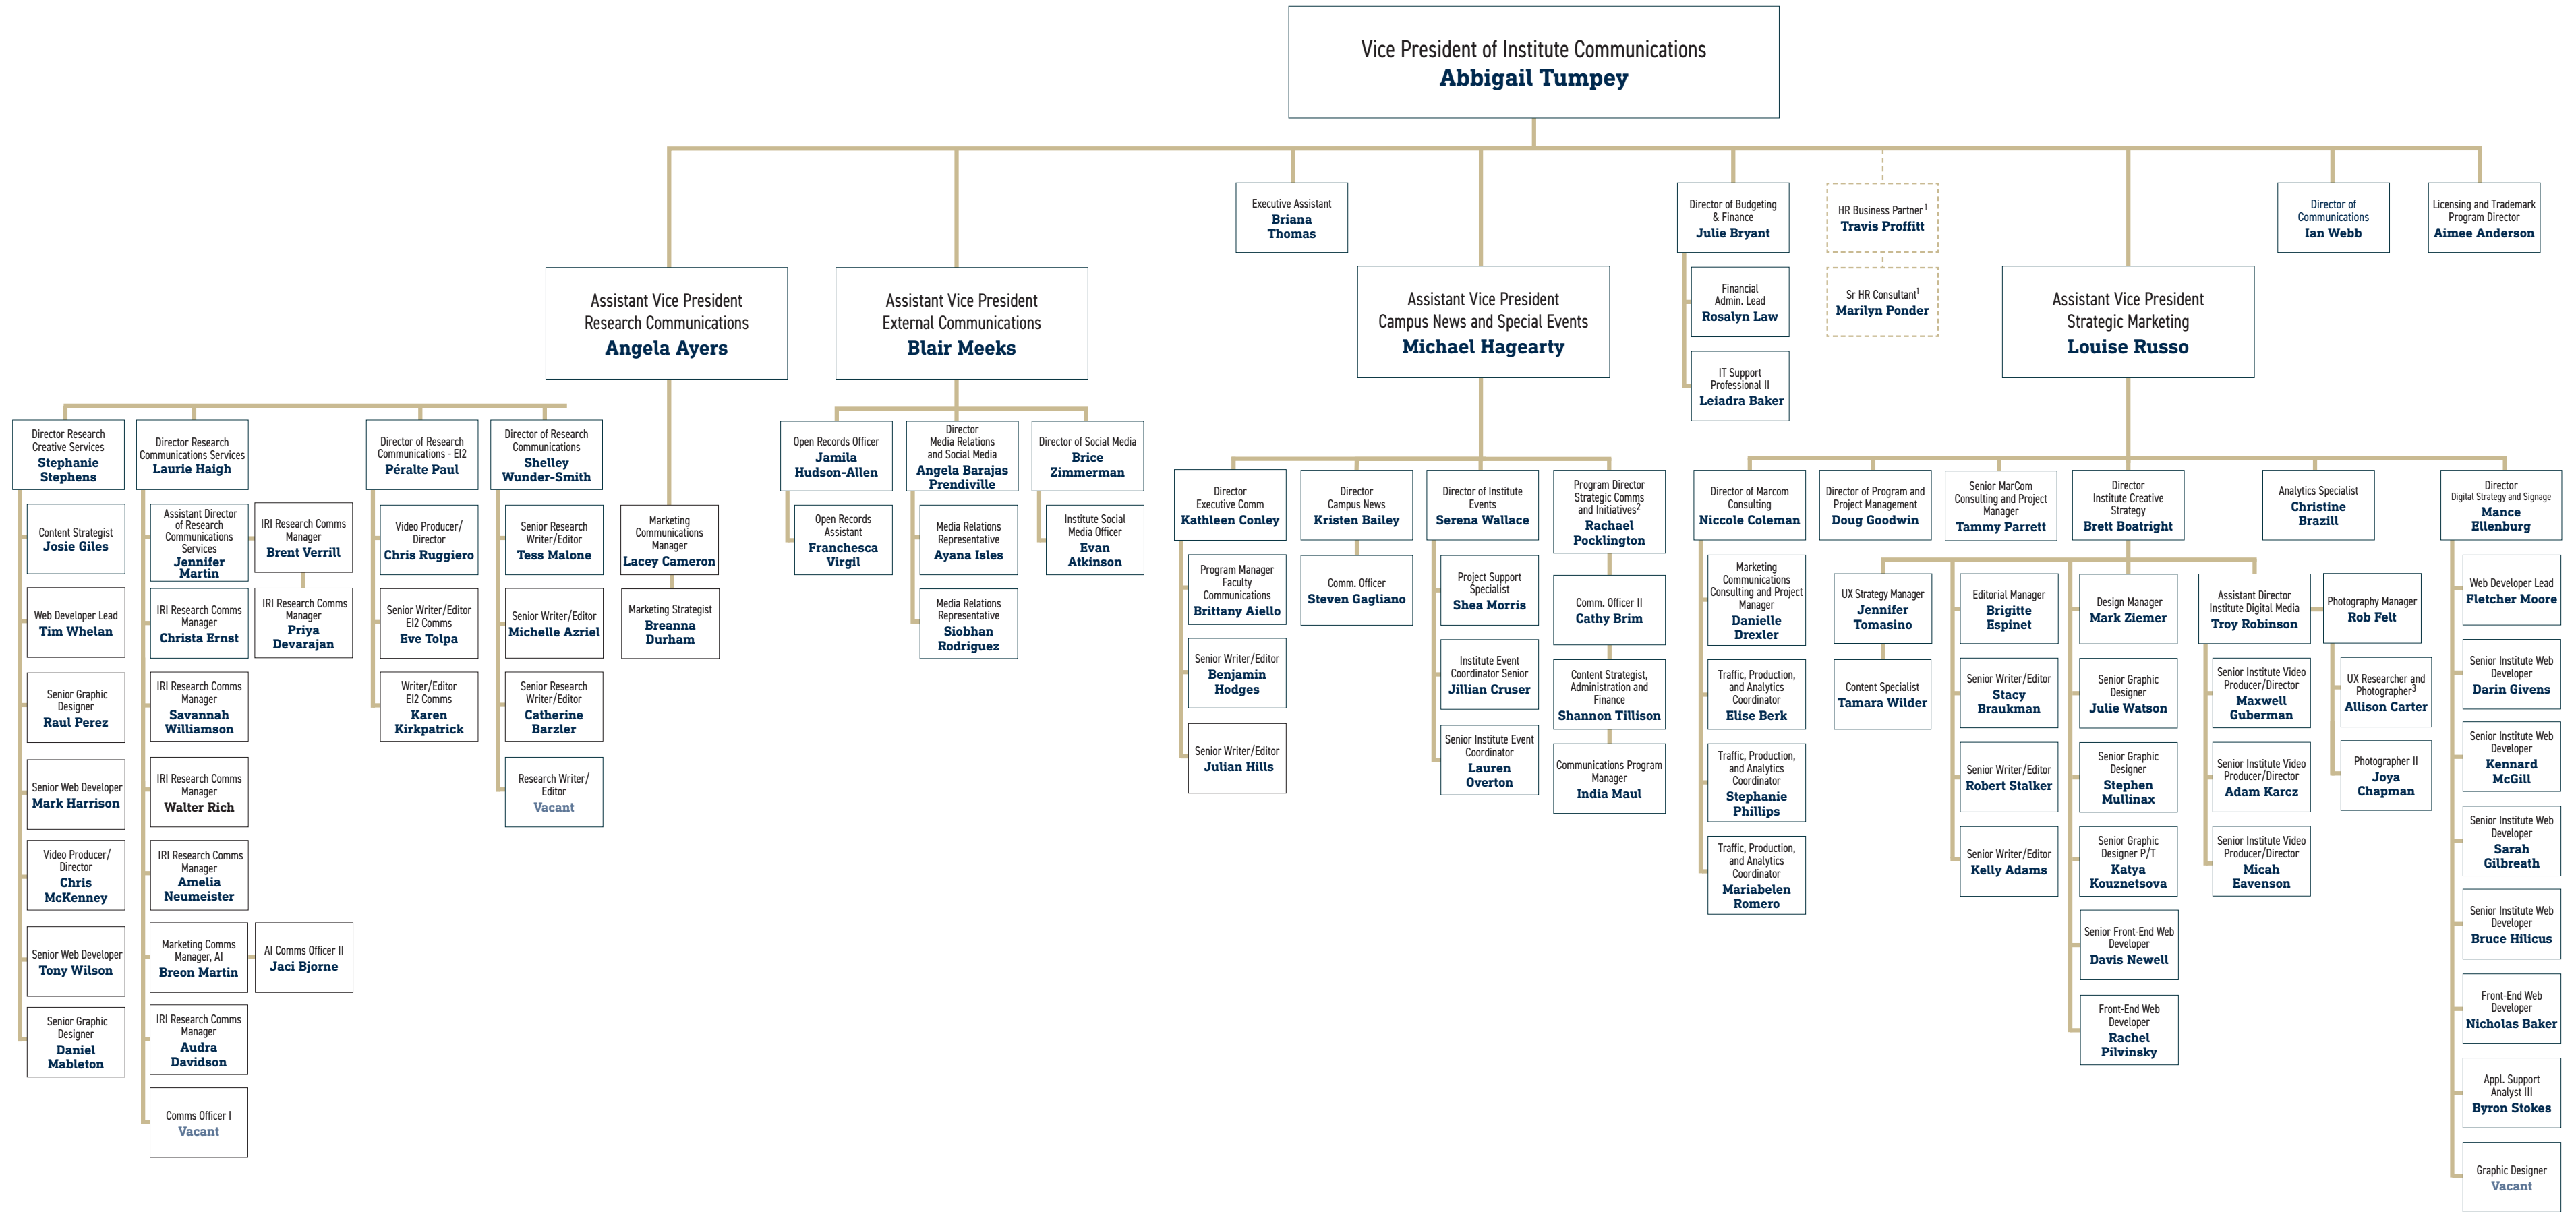 Vice President of Institute Communications
Abbigail Tumpey
Executive Assistant
Briana
Thomas
Director of Budgeting
& Finance
Julie Bryant
HR Business Partner1
Travis Proffitt
Director of
Communications
Ian Webb
Licensing and Trademark
Program Director
Aimee Anderson
Financial
Admin. Lead
Rosalyn Law
Sr HR Consultant1
Marilyn Ponder
IT Support
Professional II
Leiadra Baker
Assistant Vice President
Research Communications
Angela Ayers
Assistant Vice President
External Communications
Blair Meeks
Assistant Vice President
Campus News and Special Events
Michael Hagearty
Assistant Vice President
Strategic Marketing
Louise Russo
Director Research
Creative Services
Stephanie
Stephens
Content Strategist
Josie Giles
Web Developer Lead
Tim Whelan
Senior Graphic
Designer
Raul Perez
Senior Web Developer
Mark Harrison
Video Producer/
Director
Chris
McKenney
Senior Web Developer
Tony Wilson
Senior Graphic
Designer
Daniel
Mableton
Director Research
Communications Services
Laurie Haigh
Assistant Director
of Research
Communications
Services
Jennifer
Martin
IRI Research Comms
Manager
Brent Verrill
IRI Research Comms
Manager
Priya
Devarajan
IRI Research Comms
Manager
Christa Ernst
IRI Research Comms
Manager
Savannah
Williamson
IRI Research Comms
Manager
Walter Rich
IRI Research Comms
Manager
Amelia
Neumeister
Marketing Comms
Manager, AI
Breon Martin
AI Comms Officer II
Jaci Bjorne
IRI Research Comms
Manager
Audra
Davidson
Comms Officer I
Vacant
Director of Research
Communications - EI2
Péralte Paul
Video Producer/
Director
Chris Ruggiero
Senior Writer/Editor
EI2 Comms
Eve Tolpa
Writer/Editor
EI2 Comms
Karen
Kirkpatrick
Director of Research
Communications
Shelley
Wunder-Smith
Senior Research
Writer/Editor
Tess Malone
Senior Writer/Editor
Michelle Azriel
Senior Research
Writer/Editor
Catherine
Barzler
Research Writer/
Editor
Vacant
Marketing
Communications
Manager
Lacey Cameron
Marketing Strategist
Breanna
Durham
Open Records Officer
Jamila
Hudson-Allen
Open Records
Assistant
Franchesca
Virgil
Director
Media Relations
and Social Media
Angela Barajas
Prendiville
Media Relations
Representative
Ayana Isles
Media Relations
Representative
Siobhan
Rodriguez
Director of Social Media
Brice
Zimmerman
Institute Social
Media Officer
Evan
Atkinson
Director
Executive Comm
Kathleen Conley
Program Manager
Faculty
Communications
Brittany Aiello
Senior Writer/Editor
Benjamin
Hodges
Senior Writer/Editor
Julian Hills
Director
Campus News
Kristen Bailey
Comm. Officer
Steven Gagliano
Director of Institute
Events
Serena Wallace
Project Support
Specialist
Shea Morris
Institute Event
Coordinator Senior
Jillian Cruser
Senior Institute Event
Coordinator
Lauren
Overton
Program Director
Strategic Comms
and Initiatives2
Rachael
Pocklington
Comm. Officer II
Cathy Brim
Content Strategist,
Administration and
Finance
Shannon Tillison
Communications Program
Manager
India Maul
Director of Marcom
Consulting
Niccole Coleman
Marketing
Communications
Consulting and Project
Manager
Danielle
Drexler
Traffic, Production,
and Analytics
Coordinator
Elise Berk
Traffic, Production,
and Analytics
Coordinator
Stephanie
Phillips
Traffic, Production,
and Analytics
Coordinator
Mariabelen
Romero
Director of Program and
Project Management
Doug Goodwin
Senior MarCom
Consulting and Project
Manager
Tammy Parrett
Director
Institute Creative
Strategy
Brett Boatright
UX Strategy Manager
Jennifer
Tomasino
Content Specialist
Tamara Wilder
Editorial Manager
Brigitte
Espinet
Senior Writer/Editor
Stacy
Braukman
Senior Writer/Editor
Robert Stalker
Senior Writer/Editor
Kelly Adams
Design Manager
Mark Ziemer
Senior Graphic
Designer
Julie Watson
Senior Graphic
Designer
Stephen
Mullinax
Senior Graphic
Designer P/T
Katya
Kouznetsova
Senior Front-End Web
Developer
Davis Newell
Front-End Web
Developer
Rachel
Pilvinsky
Assistant Director
Institute Digital Media
Troy Robinson
Senior Institute Video
Producer/Director
Maxwell
Guberman
Senior Institute Video
Producer/Director
Adam Karcz
Senior Institute Video
Producer/Director
Micah
Eavenson
Photography Manager
Rob Felt
UX Researcher and
Photographer3
Allison Carter
Photographer II
Joya
Chapman
Analytics Specialist
Christine
Brazill
Director
Digital Strategy and Signage
Mance
Ellenburg
Web Developer Lead
Fletcher Moore
Senior Institute Web
Developer
Darin Givens
Senior Institute Web
Developer
Kennard
McGill
Senior Institute Web
Developer
Sarah
Gilbreath
Senior Institute Web
Developer
Bruce Hilicus
Front-End Web
Developer
Nicholas Baker
Appl. Support
Analyst III
Byron Stokes
Graphic Designer
Vacant